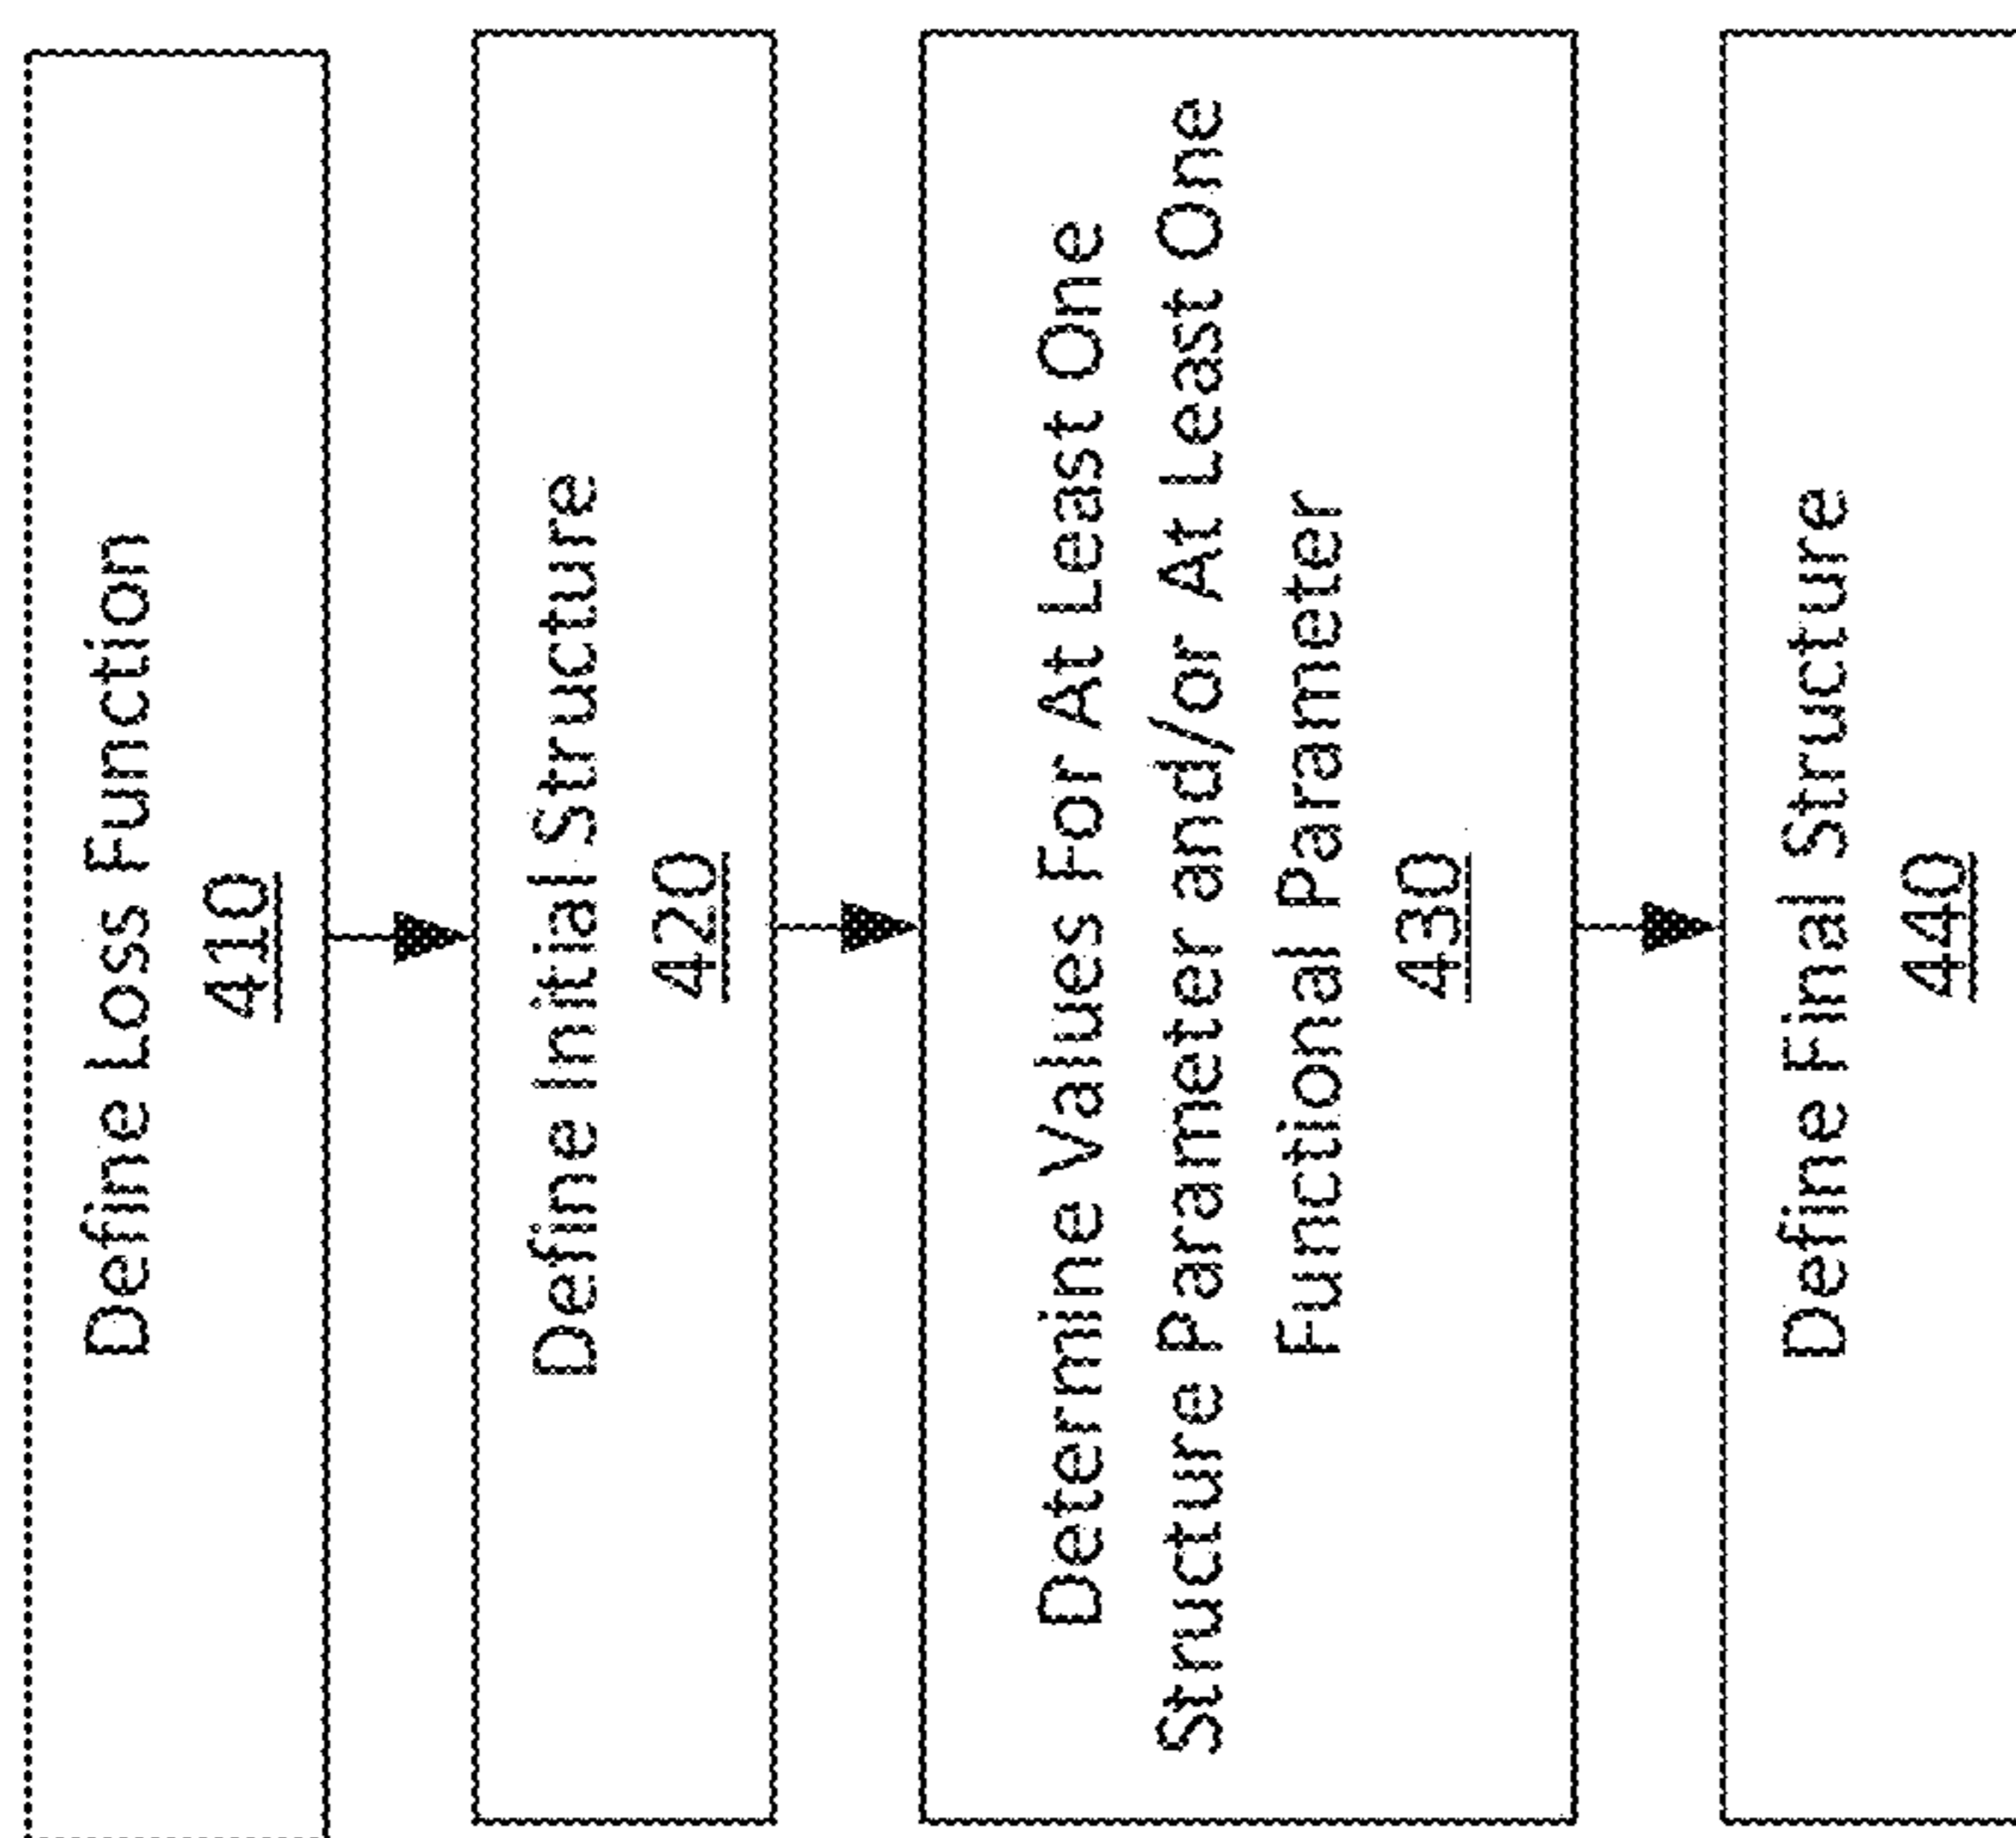 Define Loss Function
410
Define Initial Structure
420
Determine Values For At Least One
Structure Parameter and/or At Least One
Functional Parameter
430
Define Final Structure
440